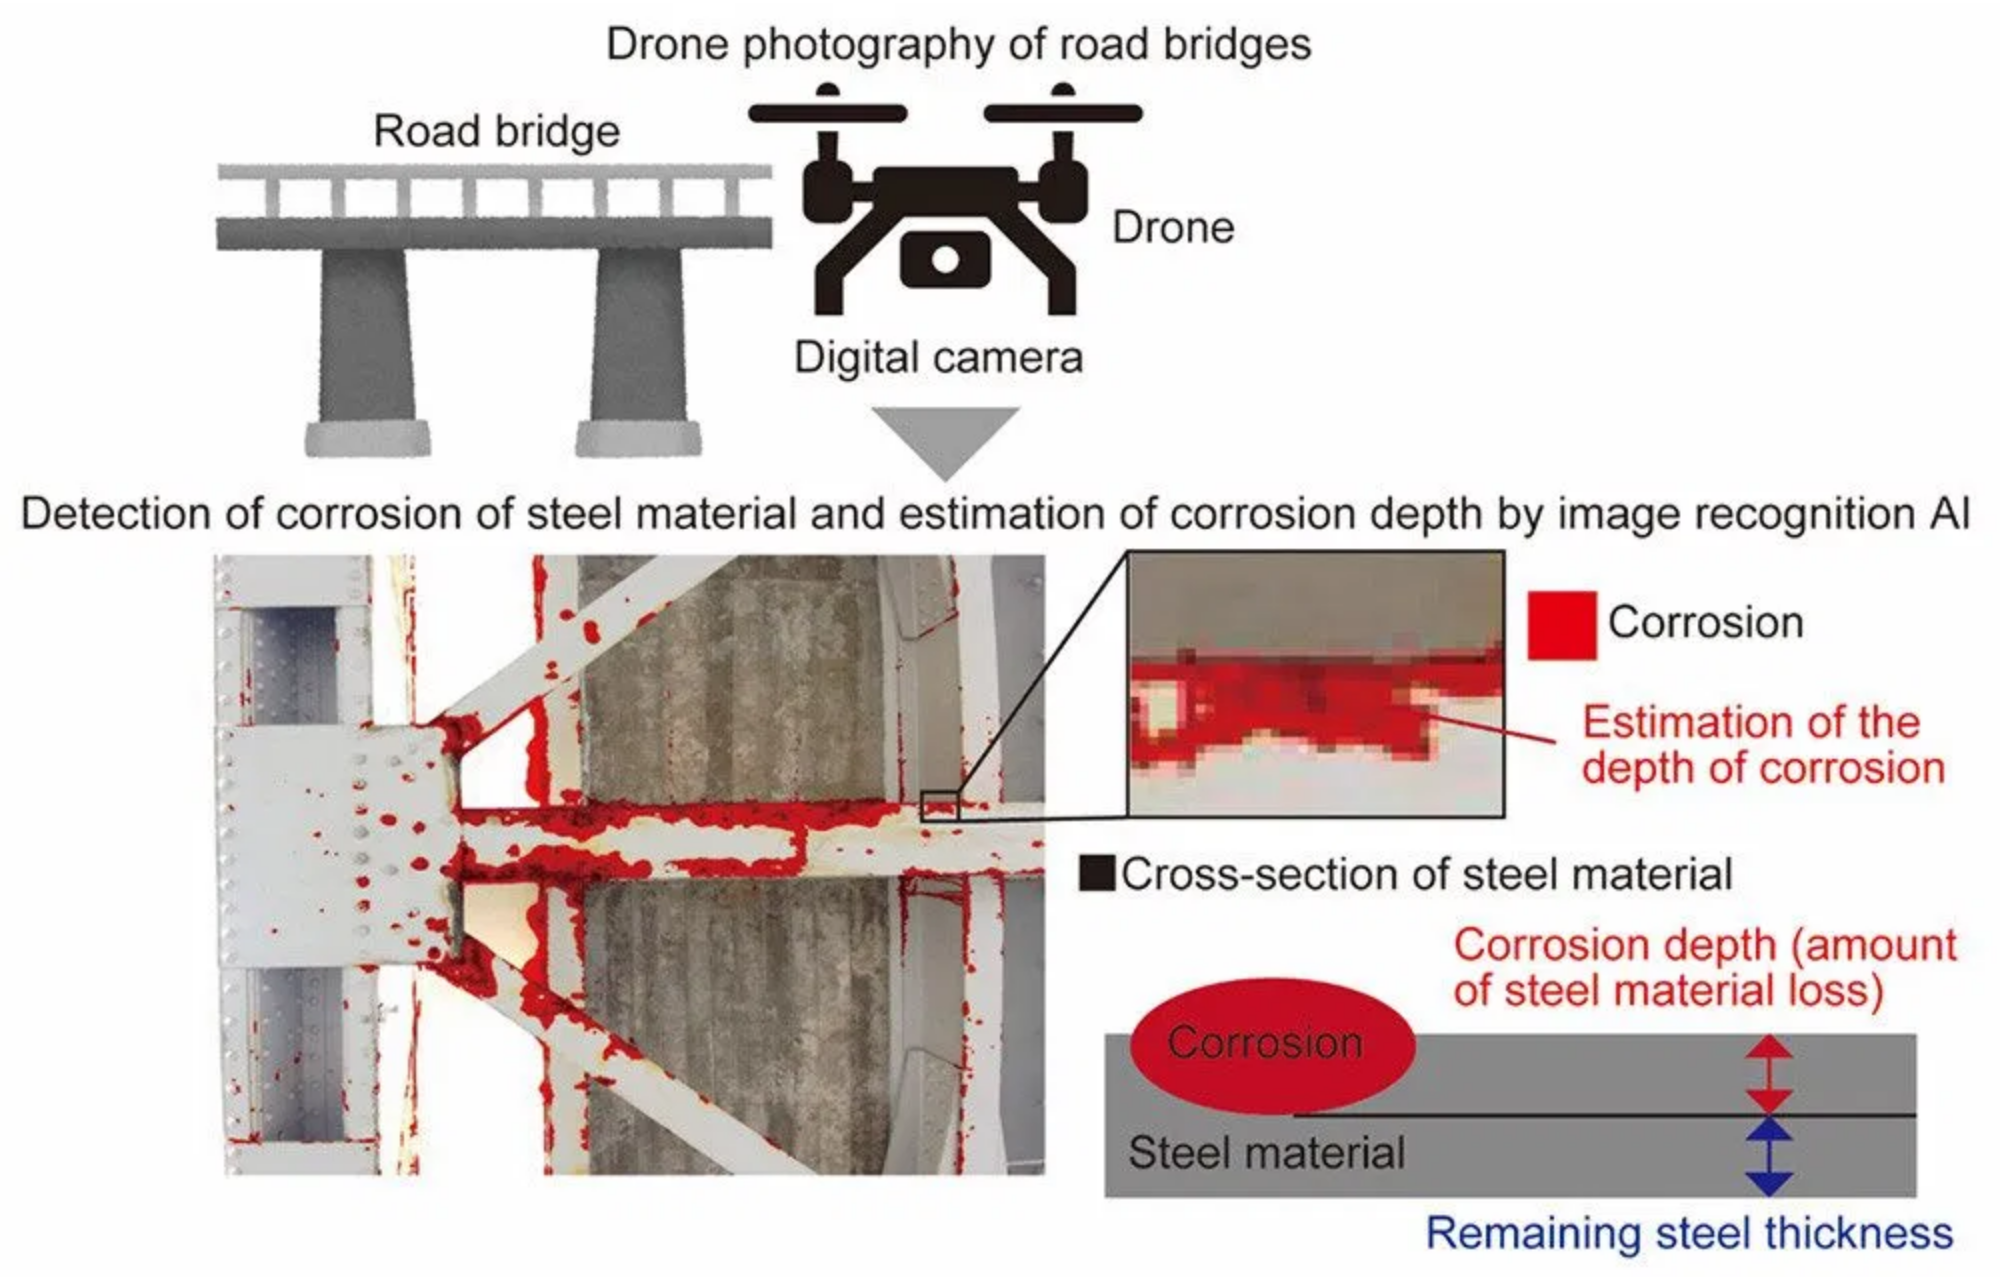 Drone photography of road bridges
Road bridge
Drone
Digital camera
Detection of corrosion of steel material and estimation of corrosion depth by image recognition AI
Corrosion
Estimation of the
depth of corrosion
Cross-section of steel material
Corrosion depth (amount
of steel material loss)
Corrosion
Steel material
Remaining steel thickness